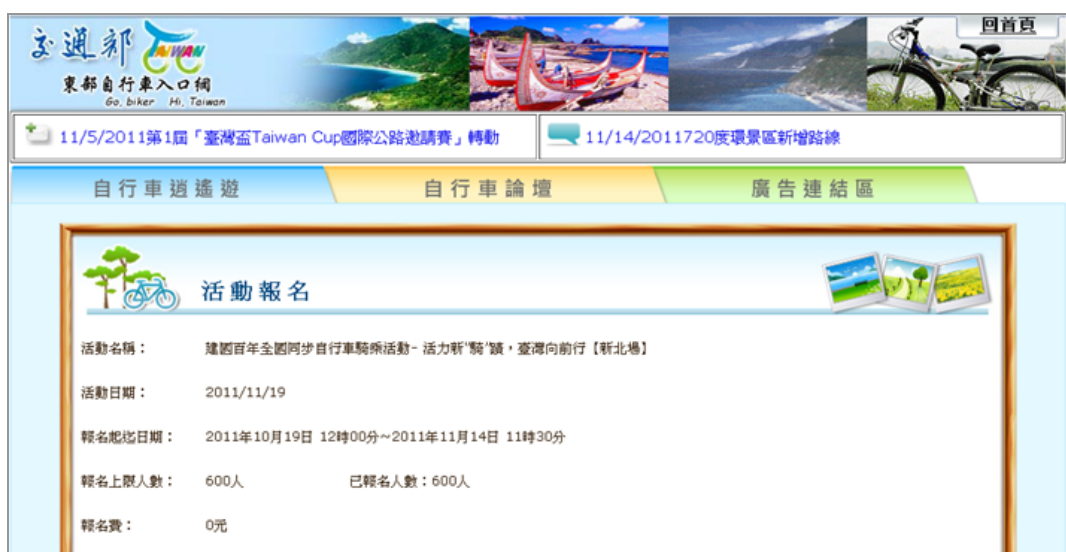 交通部 TAIWAN
東部自行車入口網
Go, biker Hi, Taiwan
回首頁
11/5/2011第1屆「臺灣盃Taiwan Cup國際公路邀請賽」轉動
11/14/2011720度環景區新增路線
自行車逍遙遊
自行車論壇
廣告連結區
活動報名
活動名稱： 建國百年全國同步自行車騎乘活動- 活力新"騎"蹟，臺灣向前行【新北場】
活動日期： 2011/11/19
報名起迄日期： 2011年10月19日 12時00分~2011年11月14日 11時30分
報名上限人數： 600人 已報名人數：600人
報名費： 0元